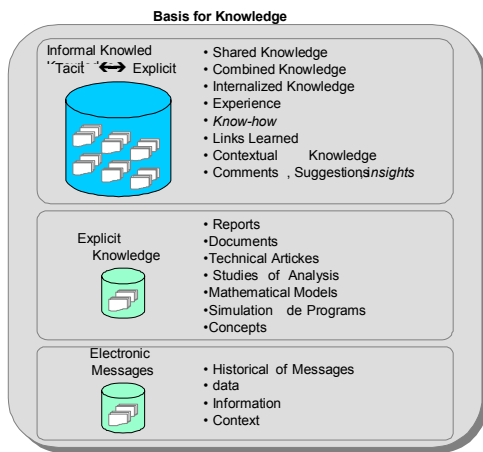 Basis for Knowledge
Informal Knowled
Tacit ↔ Explicit
• Shared Knowledge
• Combined Knowledge
• Internalized Knowledge
• Experience
• Know-how
• Links Learned
• Contextual Knowledge
• Comments , Suggestions, insights
Explicit
Knowledge
• Reports
•Documents
•Technical Artickes
• Studies of Analysis
•Mathematical Models
•Simulation de Programs
•Concepts
Electronic
Messages
• Historical of Messages
• data
• Information
• Context